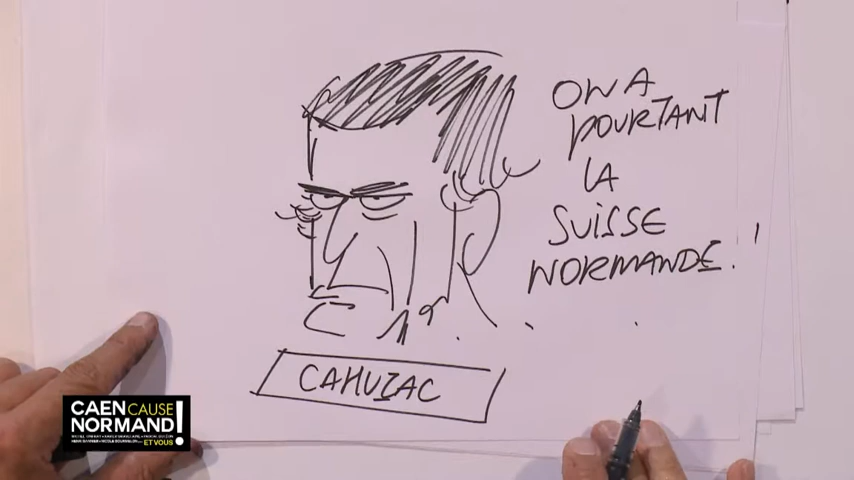 ON A
POURTANT
LA
SUISSE
NORMANDE.!
CAHUZAC
CAEN CAUSE
NORMAND!
ET VOUS!